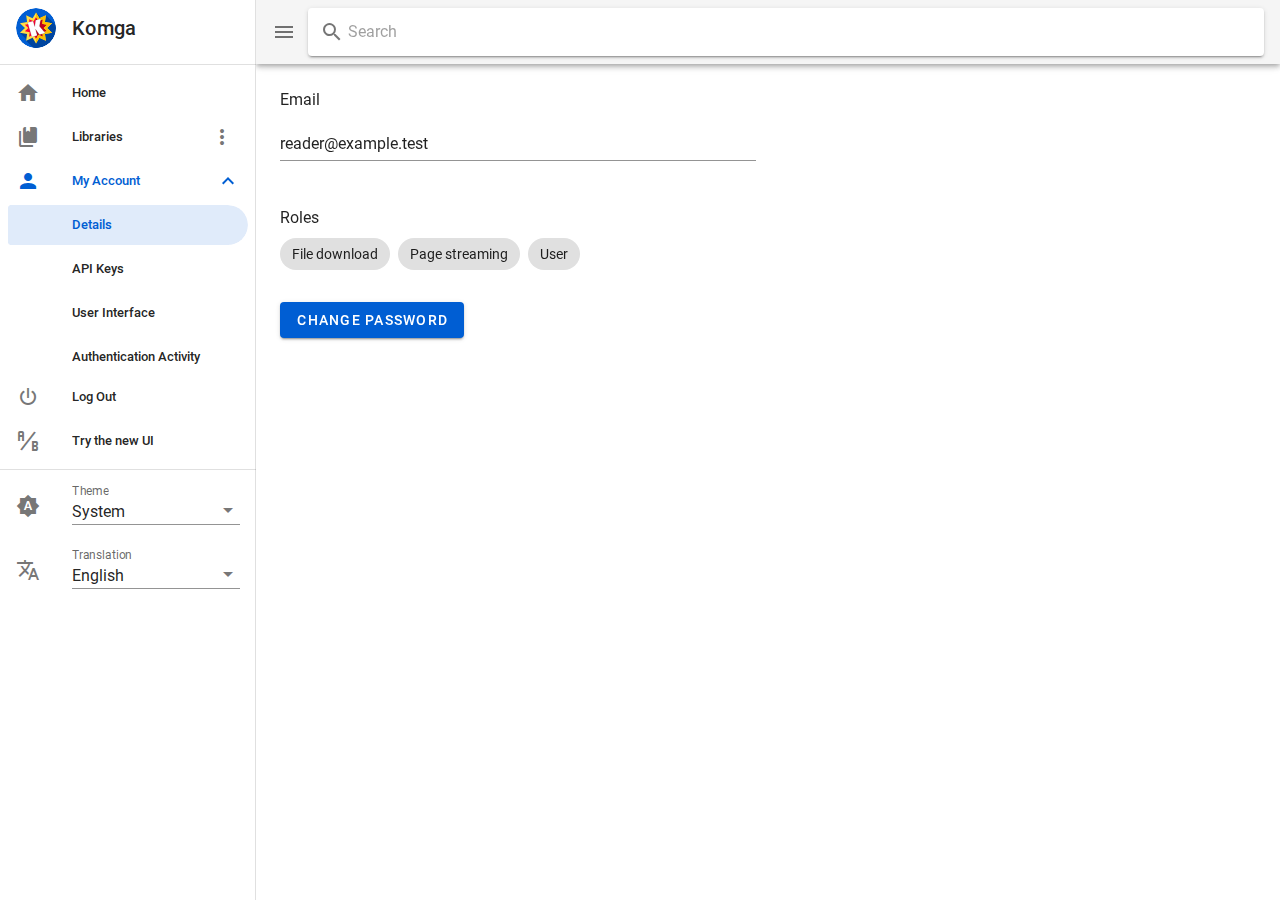 Komga
Search
Home
Libraries
My Account
Details
API Keys
User Interface
Authentication Activity
Log Out
Try the new UI
Theme
System
Translation
English
Email
reader@example.test
Roles
File download Page streaming User
CHANGE PASSWORD